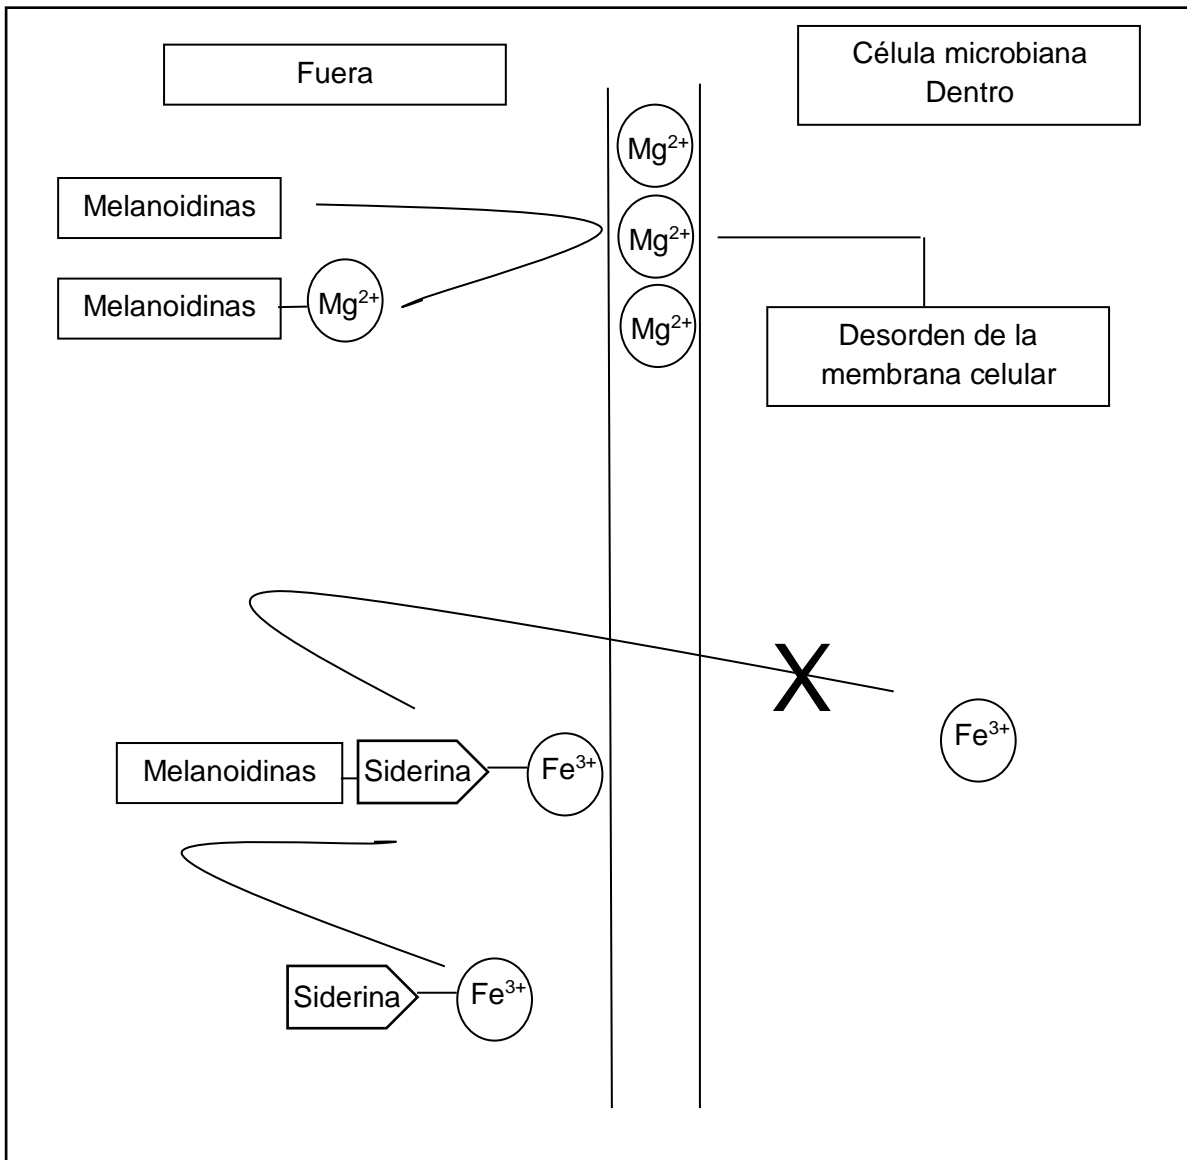 Fuera
Célula microbiana
Dentro
Mg²⁺
Melanoidinas
Mg²⁺
Melanoidinas
Mg²⁺
Mg²⁺
Desorden de la
membrana celular
Fe³⁺
Melanoidinas
Siderina
Fe³⁺
X
Siderina
Fe³⁺